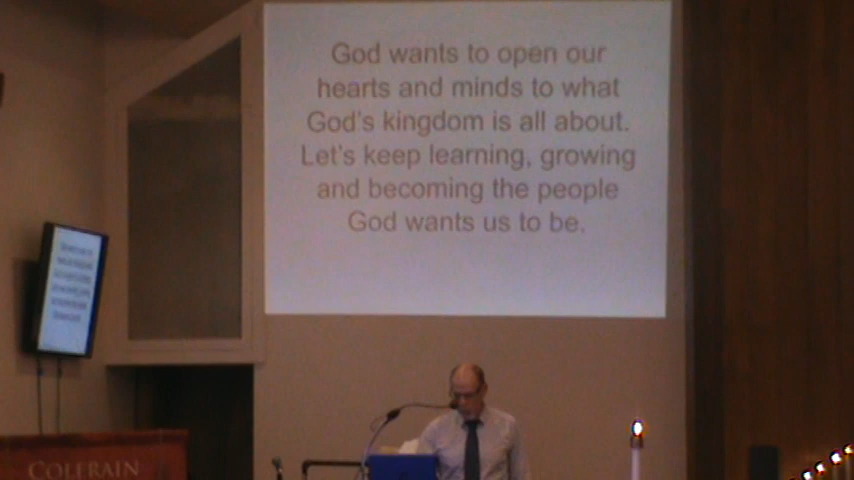 God wants to open our
hearts and minds to what
God's kingdom is all about.
Let's keep learning, growing
and becoming the people
God wants us to be.
COLERAIN